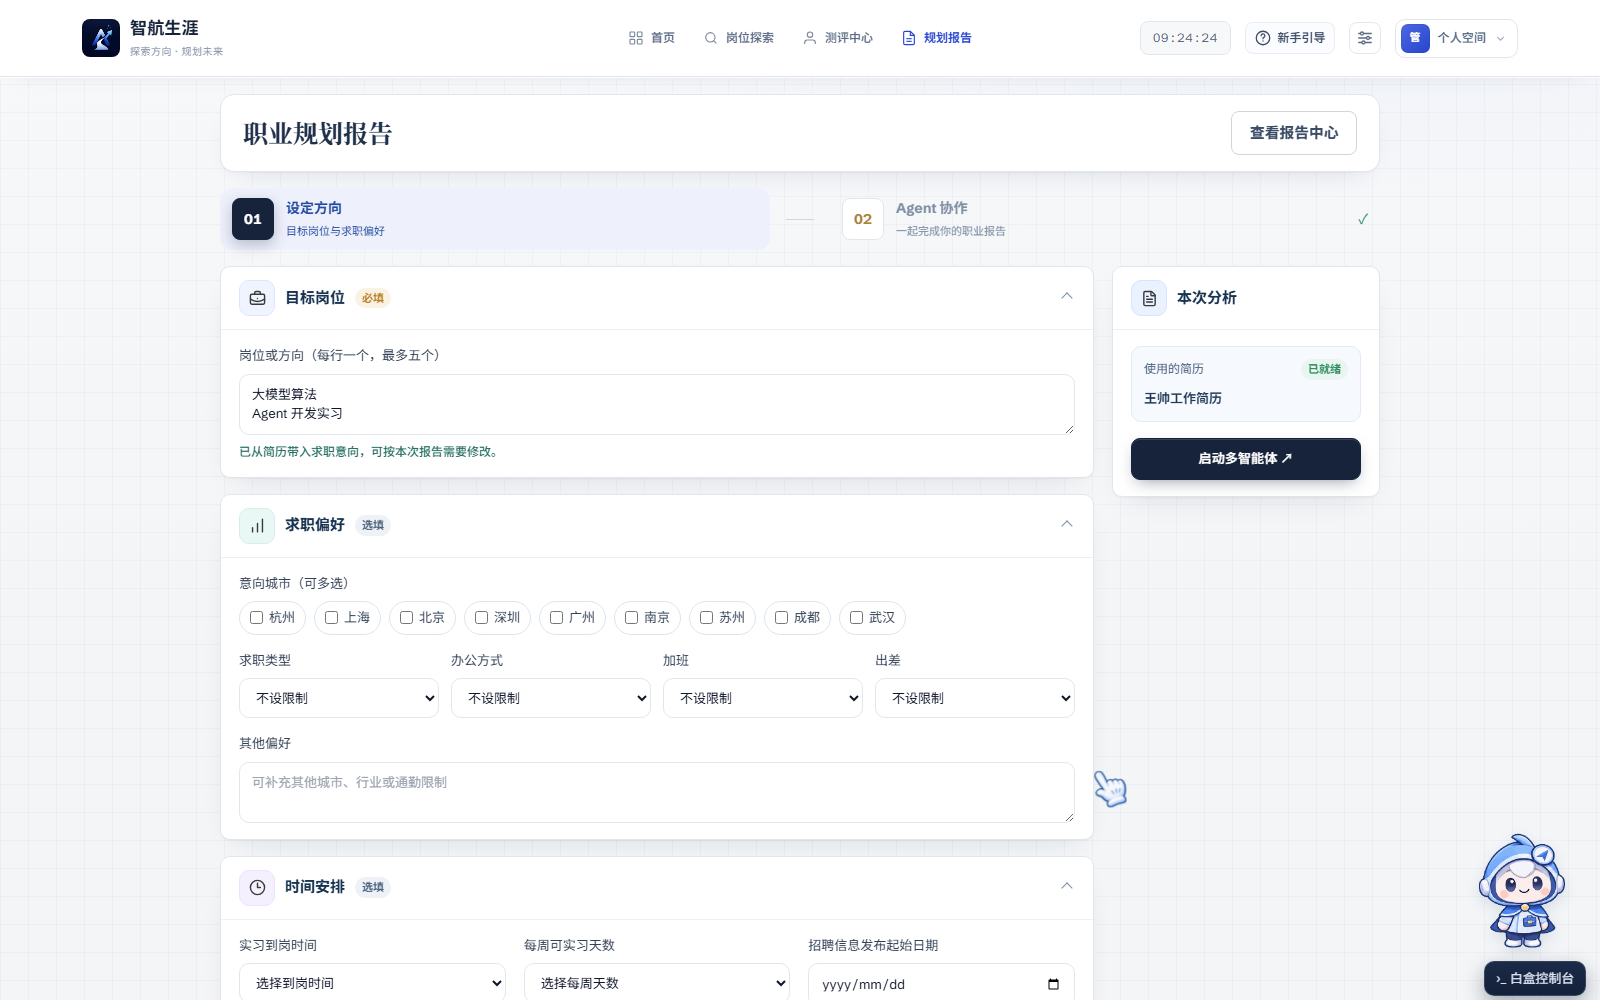 智航生涯
探索方向 · 规划未来
首页
岗位探索
测评中心
规划报告
09:24:24
新手引导
管
个人空间
职业规划报告
查看报告中心
01
设定方向
目标岗位与求职偏好
02
Agent 协作
一起完成你的职业报告
✓
目标岗位
必填
岗位或方向（每行一个，最多五个）
大模型算法
Agent 开发实习
已从简历带入求职意向，可按本次报告需要修改。
本次分析
使用的简历
已就绪
王帅工作简历
启动多智能体 ↗
求职偏好
选填
意向城市（可多选）
杭州
上海
北京
深圳
广州
南京
苏州
成都
武汉
求职类型
办公方式
加班
出差
不设限制
不设限制
不设限制
不设限制
其他偏好
可补充其他城市、行业或通勤限制
时间安排
选填
实习到岗时间
每周可实习天数
招聘信息发布起始日期
选择到岗时间
选择每周天数
yyyy/mm/dd
›_ 白盒控制台